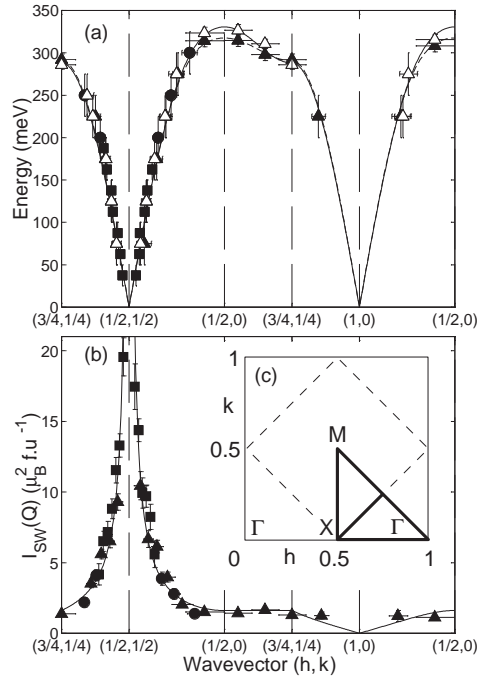 350
(a)
300
250
200
150
100
50
0
Energy (meV)
(3/4,1/4) (1/2,1/2) (1/2,0) (3/4,1/4) (1,0) (1/2,0)
20
(b)
15
10
5
0
I_SW(Q) (μ_B² f.u⁻¹)
1
(c)
k
M
0.5
Γ X Γ
0 h 0.5 1
(3/4,1/4) (1/2,1/2) (1/2,0) (3/4,1/4) (1,0) (1/2,0)
Wavevector (h,k)